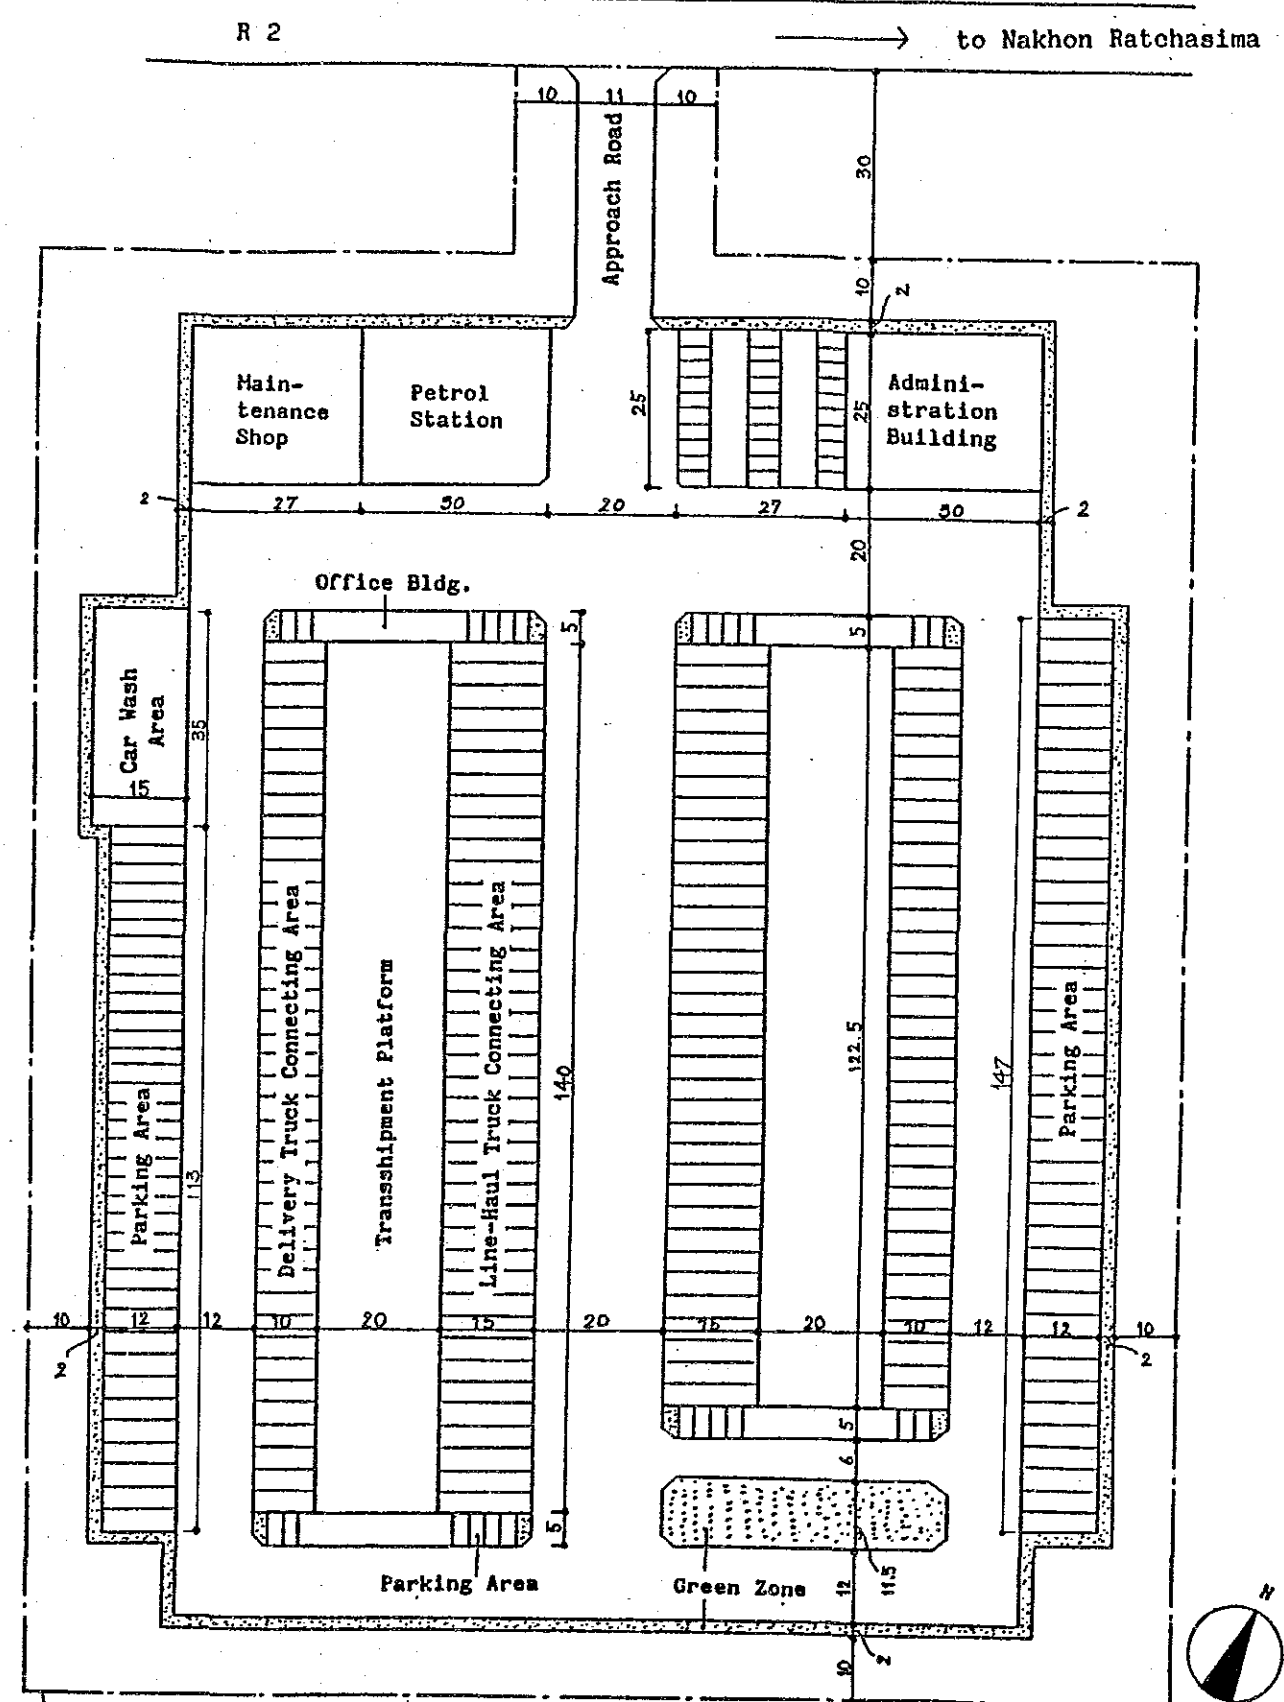 R 2
to Nakhon Ratchasima
10
11
10
Approach Road
30
10
2
Main-
tenance
Shop
Petrol
Station
25
25
Admini-
stration
Building
2
27
30
20
27
30
2
20
Office Bldg.
5
5
Car Wash
Area
15
35
Delivery Truck Connecting Area
Transshipment Platform
Line-Haul Truck Connecting Area
140
122.5
147
Parking Area
Parking Area
113
10
12
12
10
20
15
20
15
20
10
12
12
10
2
2
5
6
5
11.5
12
Parking Area
Green Zone
2
10
N